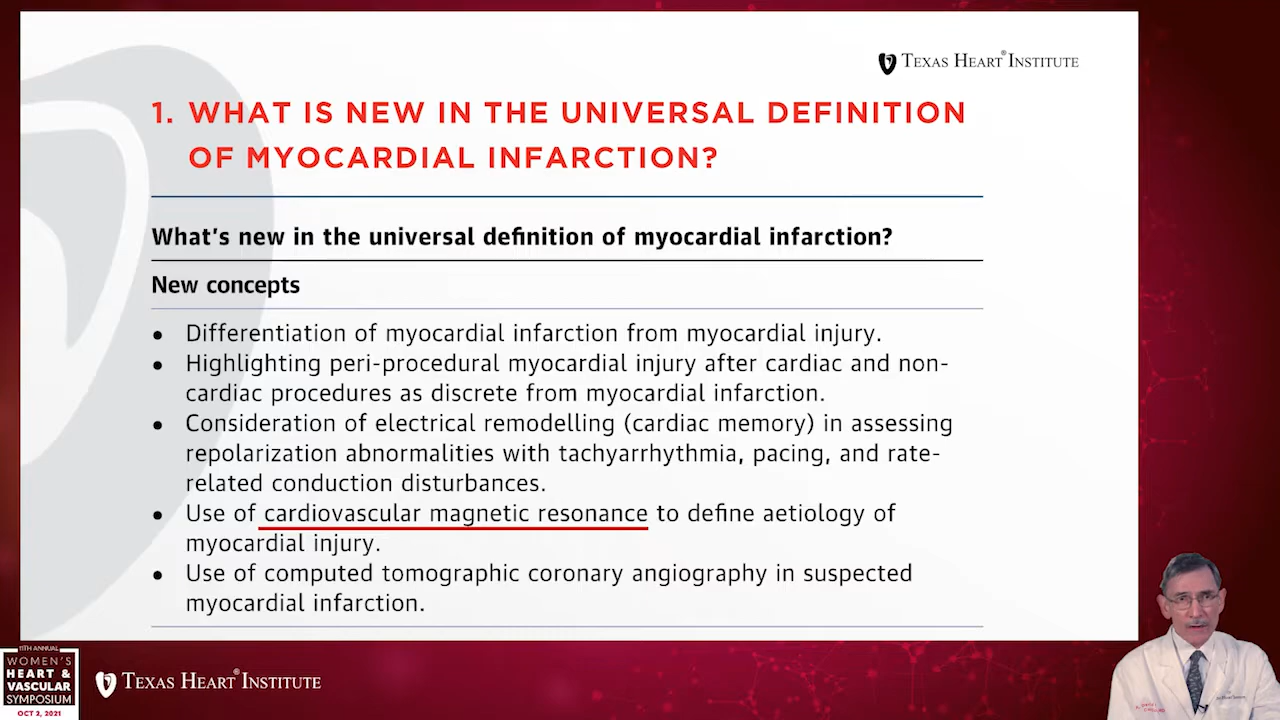 TEXAS HEART® INSTITUTE
1. WHAT IS NEW IN THE UNIVERSAL DEFINITION
OF MYOCARDIAL INFARCTION?
What's new in the universal definition of myocardial infarction?
New concepts
• Differentiation of myocardial infarction from myocardial injury.
• Highlighting peri-procedural myocardial injury after cardiac and non-
cardiac procedures as discrete from myocardial infarction.
• Consideration of electrical remodelling (cardiac memory) in assessing
repolarization abnormalities with tachyarrhythmia, pacing, and rate-
related conduction disturbances.
• Use of cardiovascular magnetic resonance to define aetiology of
myocardial injury.
• Use of computed tomographic coronary angiography in suspected
myocardial infarction.
11TH ANNUAL
WOMEN'S
HEART &
VASCULAR
SYMPOSIUM
OCT 2, 2021
TEXAS HEART® INSTITUTE